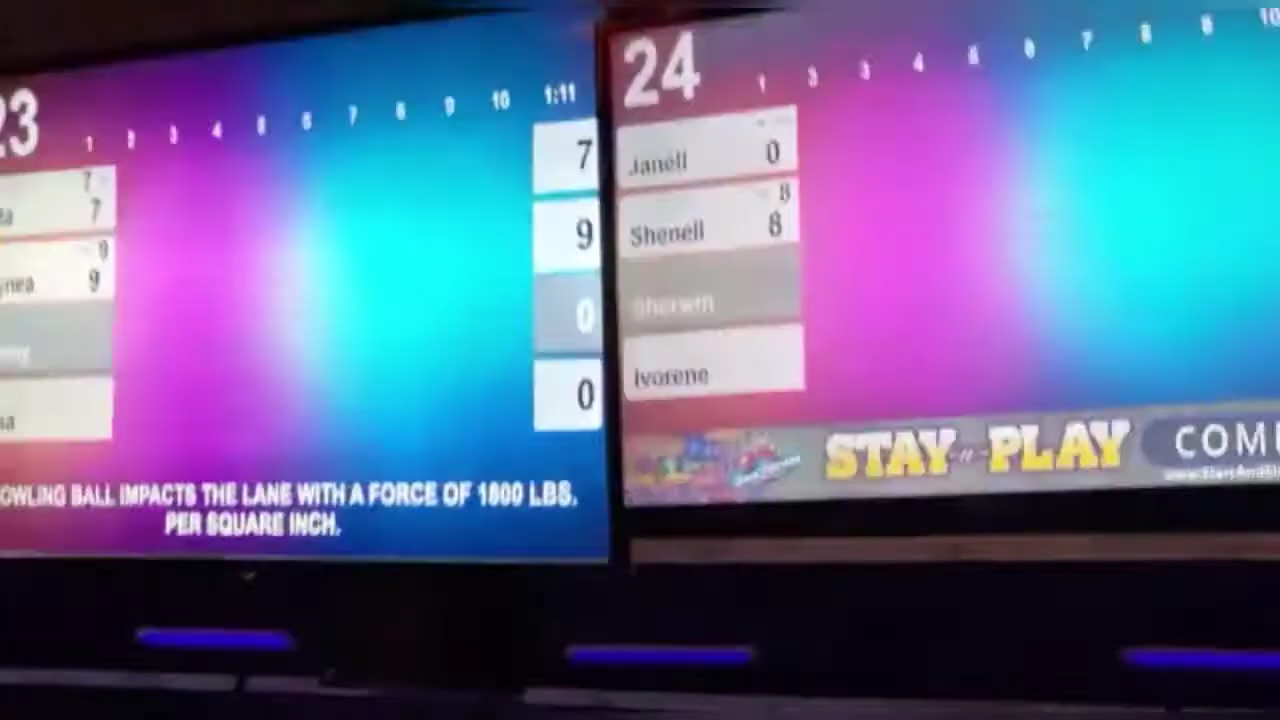 23
1 2 3 4 5 6 7 8 9 10 1:11
7
7
7
9
9
9
0
0
OWLING BALL IMPACTS THE LANE WITH A FORCE OF 1800 LBS.
PER SQUARE INCH.
24
1 2 3 4 5 6 7 8 9 10
Janell 0
8
Shenell 8
Sherwin
Ivorene
STAY -n- PLAY
COM